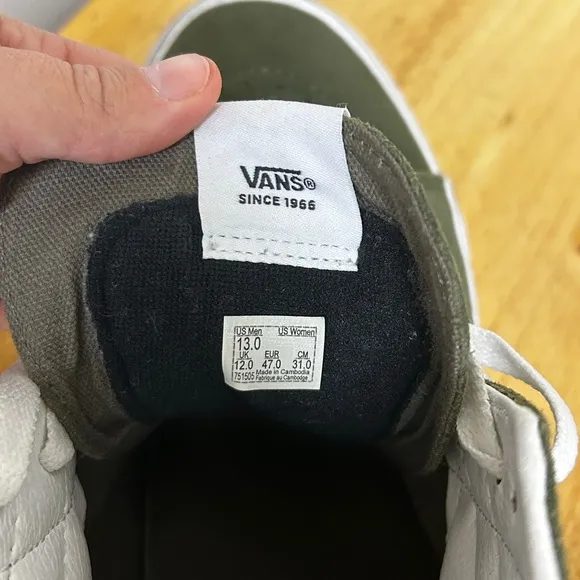 VANS®
SINCE 1966
US Men US Women
13.0
UK EUR CM
12.0 47.0 31.0
751505 Made in Cambodia
Fabriqué au Cambodge